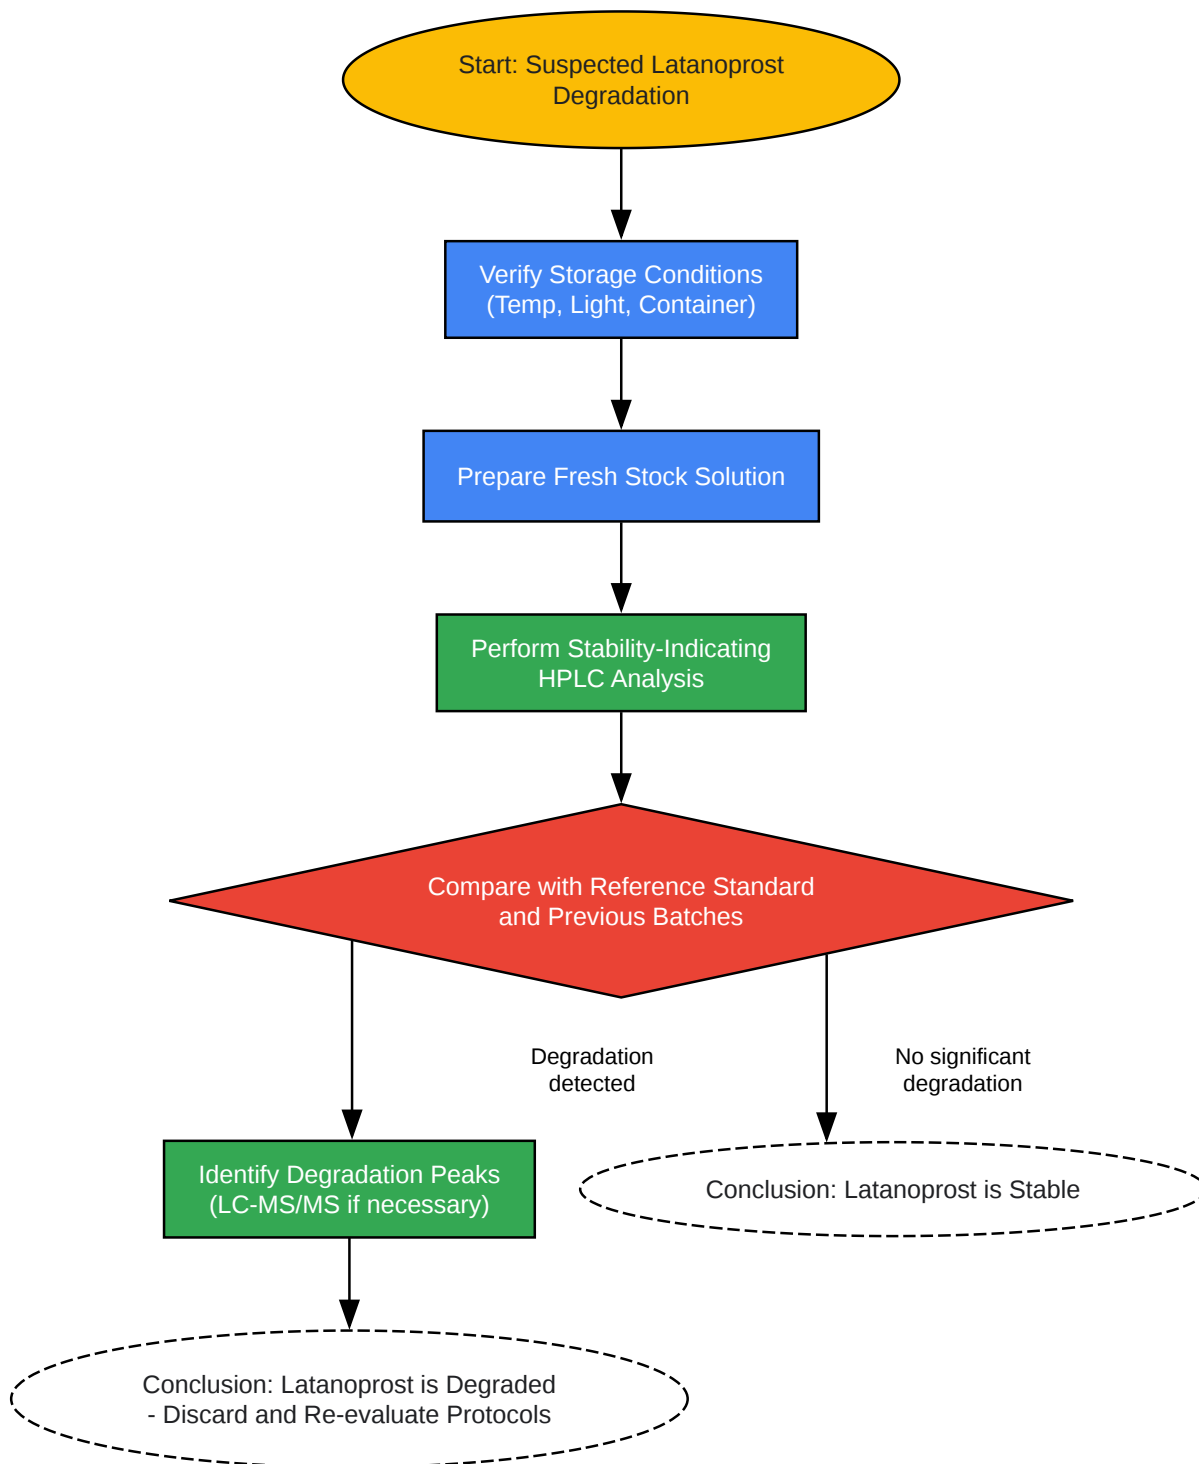 Start: Suspected Latanoprost
Degradation
Verify Storage Conditions
(Temp, Light, Container)
Prepare Fresh Stock Solution
Perform Stability-Indicating
HPLC Analysis
Compare with Reference Standard
and Previous Batches
Degradation
detected
No significant
degradation
Identify Degradation Peaks
(LC-MS/MS if necessary)
Conclusion: Latanoprost is Stable
Conclusion: Latanoprost is Degraded
- Discard and Re-evaluate Protocols